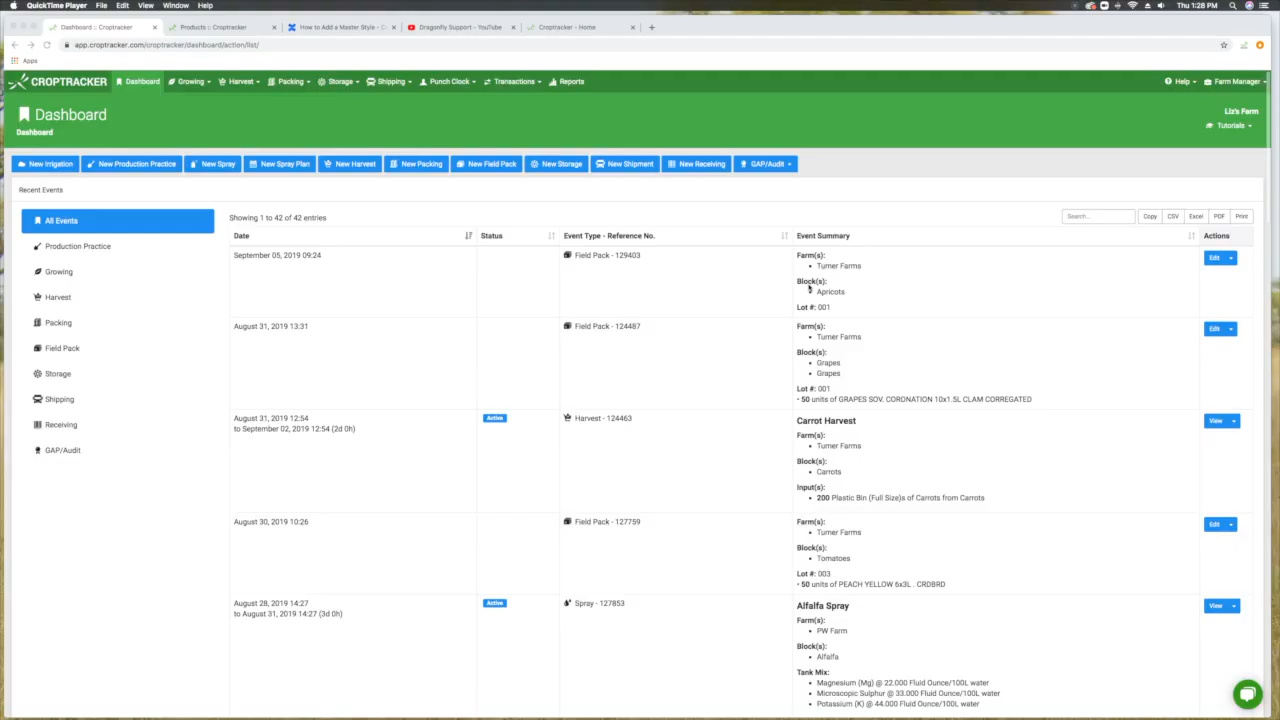 QuickTime Player File Edit View Window Help
Thu 1:28 PM
Dashboard :: Croptracker
Products :: Croptracker
How to Add a Master Style - C
Dragonfly Support - YouTube
Croptracker - Home
app.croptracker.com/croptracker/dashboard/action/list/
Apps
CROPTRACKER Dashboard Growing Harvest Packing Storage Shipping Punch Clock Transactions Reports Help Farm Manager
Dashboard
Liz's Farm
Dashboard
Tutorials
New Irrigation New Production Practice New Spray New Spray Plan New Harvest New Packing New Field Pack New Storage New Shipment New Receiving GAP/Audit
Recent Events
All Events
Production Practice
Growing
Harvest
Packing
Field Pack
Storage
Shipping
Receiving
GAP/Audit
Showing 1 to 42 of 42 entries
Search... Copy CSV Excel PDF Print
Date Status Event Type - Reference No. Event Summary Actions
September 05, 2019 09:24
Field Pack - 129403
Farm(s):
• Turner Farms
Block(s):
• Apricots
Lot #: 001
Edit
August 31, 2019 13:31
Field Pack - 124487
Farm(s):
• Turner Farms
Block(s):
• Grapes
• Grapes
Lot #: 001
• 50 units of GRAPES SOV. CORONATION 10x1.5L CLAM CORREGATED
Edit
August 31, 2019 12:54
to September 02, 2019 12:54 (2d 0h)
Active
Harvest - 124463
Carrot Harvest
Farm(s):
• Turner Farms
Block(s):
• Carrots
Input(s):
• 200 Plastic Bin (Full Size)s of Carrots from Carrots
View
August 30, 2019 10:26
Field Pack - 127759
Farm(s):
• Turner Farms
Block(s):
• Tomatoes
Lot #: 003
• 50 units of PEACH YELLOW 6x3L . CRDBRD
Edit
August 28, 2019 14:27
to August 31, 2019 14:27 (3d 0h)
Active
Spray - 127853
Alfalfa Spray
Farm(s):
• PW Farm
Block(s):
• Alfalfa
Tank Mix:
• Magnesium (Mg) @ 22.000 Fluid Ounce/100L water
• Microscopic Sulphur @ 33.000 Fluid Ounce/100L water
• Potassium (K) @ 44.000 Fluid Ounce/100L water
View